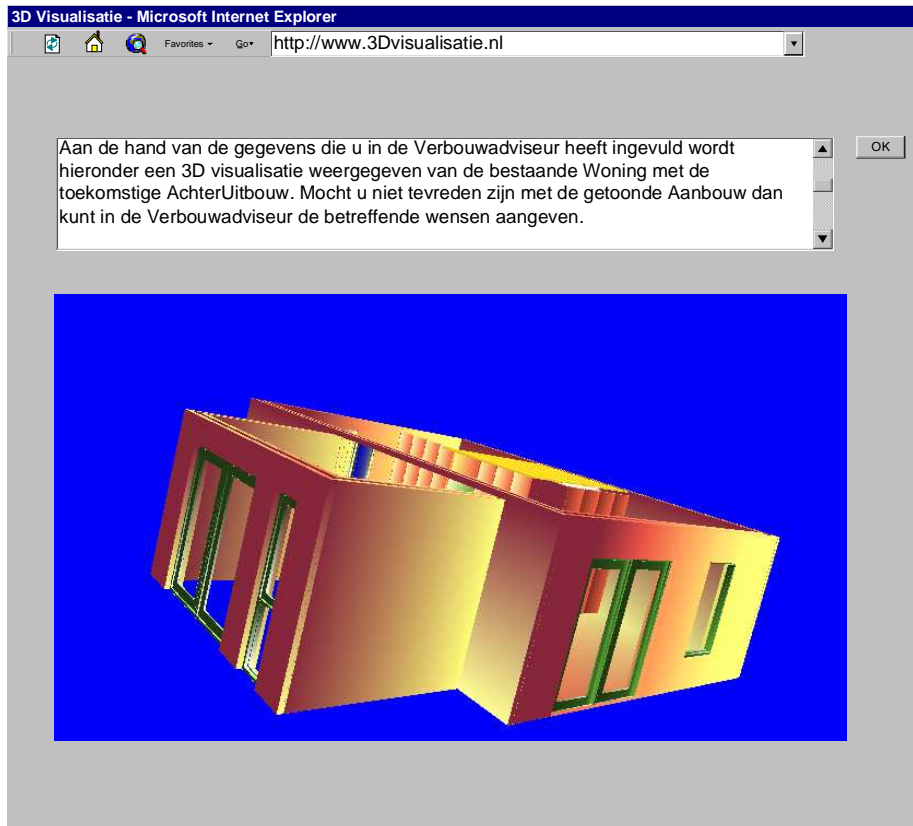 3D Visualisatie - Microsoft Internet Explorer
Favorites Go http://www.3Dvisualisatie.nl
Aan de hand van de gegevens die u in de Verbouwadviseur heeft ingevuld wordt
hieronder een 3D visualisatie weergegeven van de bestaande Woning met de
toekomstige AchterUitbouw. Mocht u niet tevreden zijn met de getoonde Aanbouw dan
kunt in de Verbouwadviseur de betreffende wensen aangeven.
OK